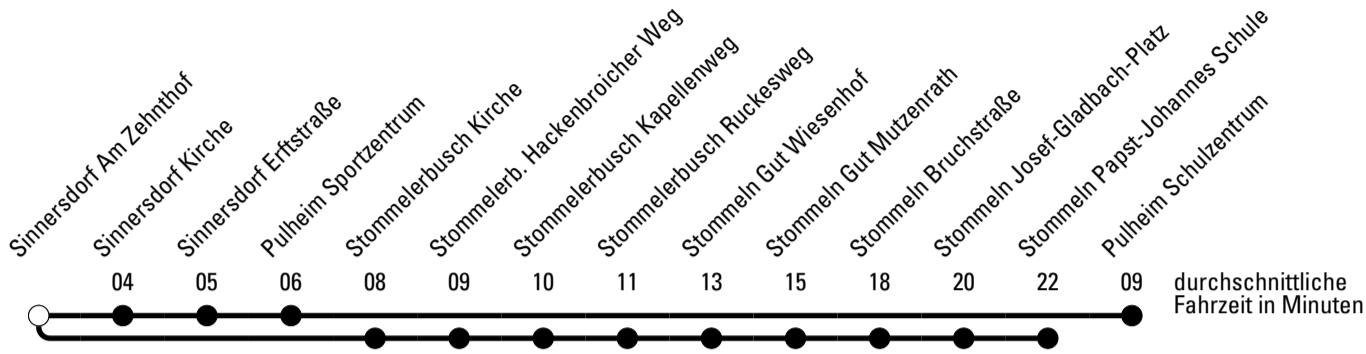 Sinnersdorf Am Zehnthof
Sinnersdorf Kirche
Sinnersdorf Erftstraße
Pulheim Sportzentrum
Stommelerbusch Kirche
Stommelerb. Hackenbroicher Weg
Stommelerbusch Kapellenweg
Stommelerbusch Ruckesweg
Stommeln Gut Wiesenhof
Stommeln Gut Mutzenrath
Stommeln Bruchstraße
Stommeln Josef-Gladbach-Platz
Stommeln Papst-Johannes Schule
Pulheim Schulzentrum
04 05 06 08 09 10 11 13 15 18 20 22 09
durchschnittliche
Fahrzeit in Minuten